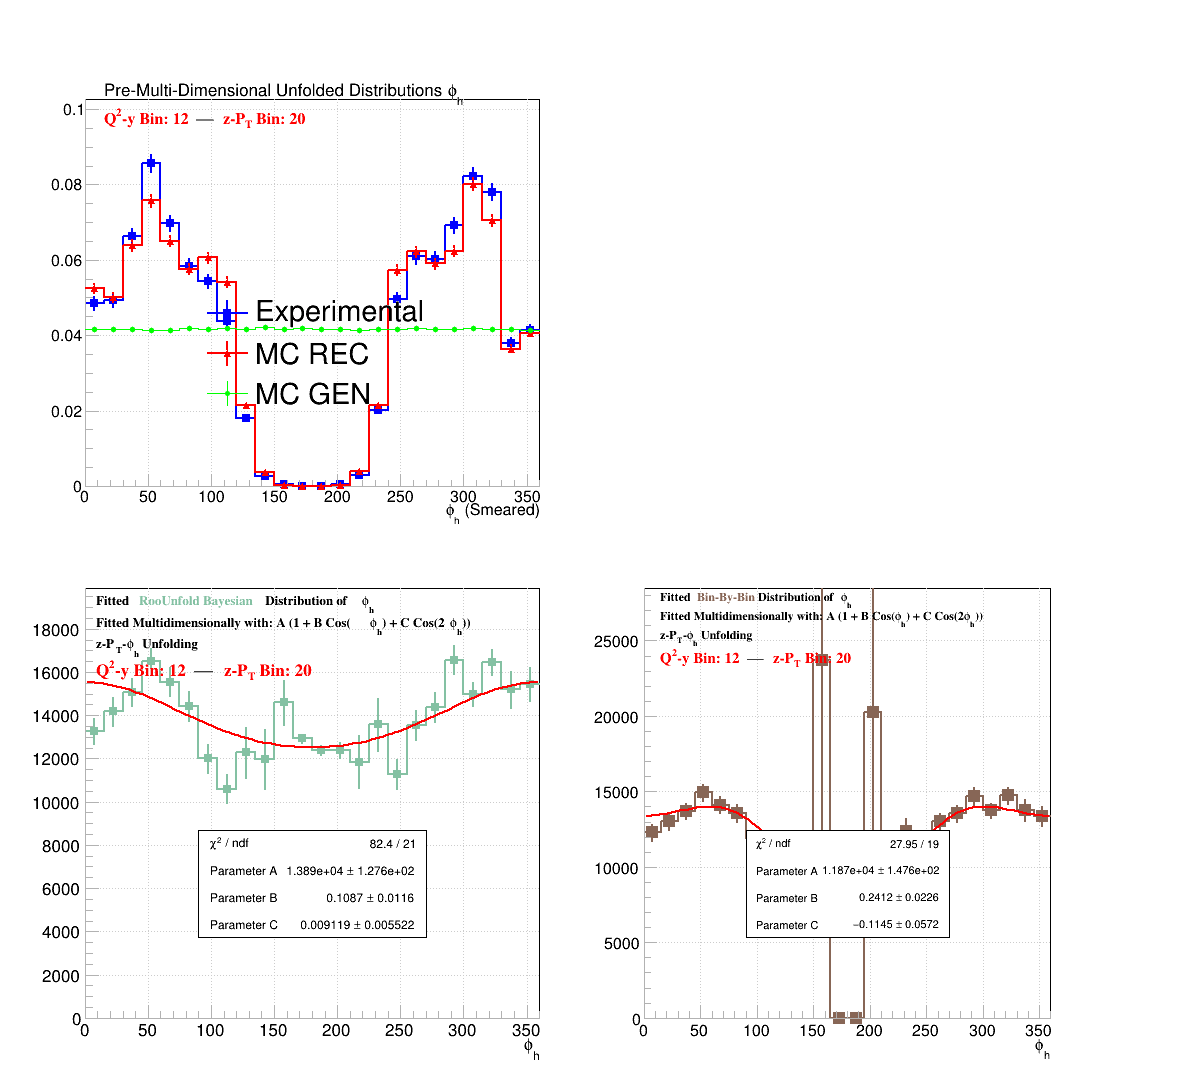 Pre-Multi-Dimensional Unfolded Distributions ϕh
Q2-y Bin: 12 — z-PT Bin: 20
0.1
0.08
0.06
0.04
0.02
0
Experimental
MC REC
MC GEN
0 50 100 150 200 250 300 350
ϕh (Smeared)
Fitted RooUnfold Bayesian Distribution of ϕh
Fitted Multidimensionally with: A (1 + B Cos( ϕh) + C Cos(2 ϕh))
z-PT-ϕh Unfolding
Q2-y Bin: 12 — z-PT Bin: 20
18000
16000
14000
12000
10000
8000
6000
4000
2000
0
χ2 / ndf 82.4 / 21
Parameter A 1.389e+04 ± 1.276e+02
Parameter B 0.1087 ± 0.0116
Parameter C 0.009119 ± 0.005522
0 50 100 150 200 250 300 350
ϕh
Fitted Bin-By-Bin Distribution of ϕh
Fitted Multidimensionally with: A (1 + B Cos(ϕh) + C Cos(2ϕh))
z-PT-ϕh Unfolding
Q2-y Bin: 12 — z-PT Bin: 20
25000
20000
15000
10000
5000
0
χ2 / ndf 27.95 / 19
Parameter A 1.187e+04 ± 1.476e+02
Parameter B 0.2412 ± 0.0226
Parameter C −0.1145 ± 0.0572
0 50 100 150 200 250 300 350
ϕh